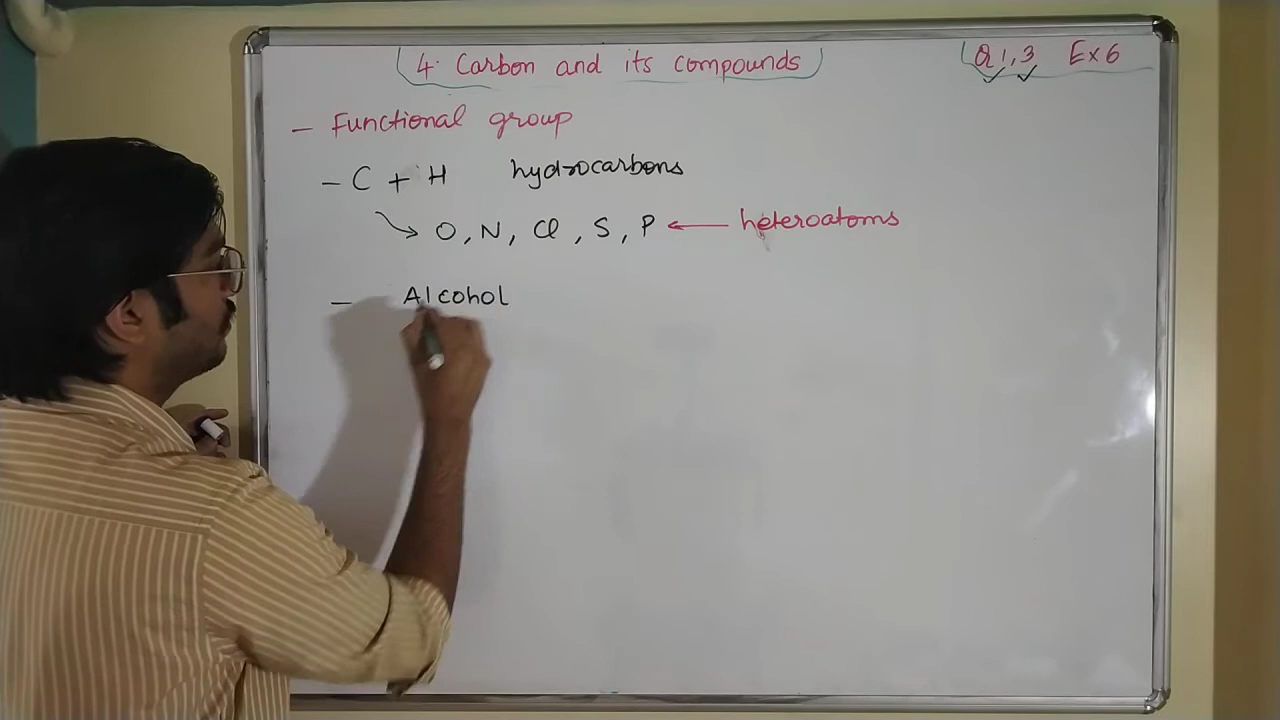 4. Carbon and its compounds
Q 1,3 Ex 6
- Functional group
- C + H hydrocarbons
O, N, Cl, S, P ← heteroatoms
- Alcohol